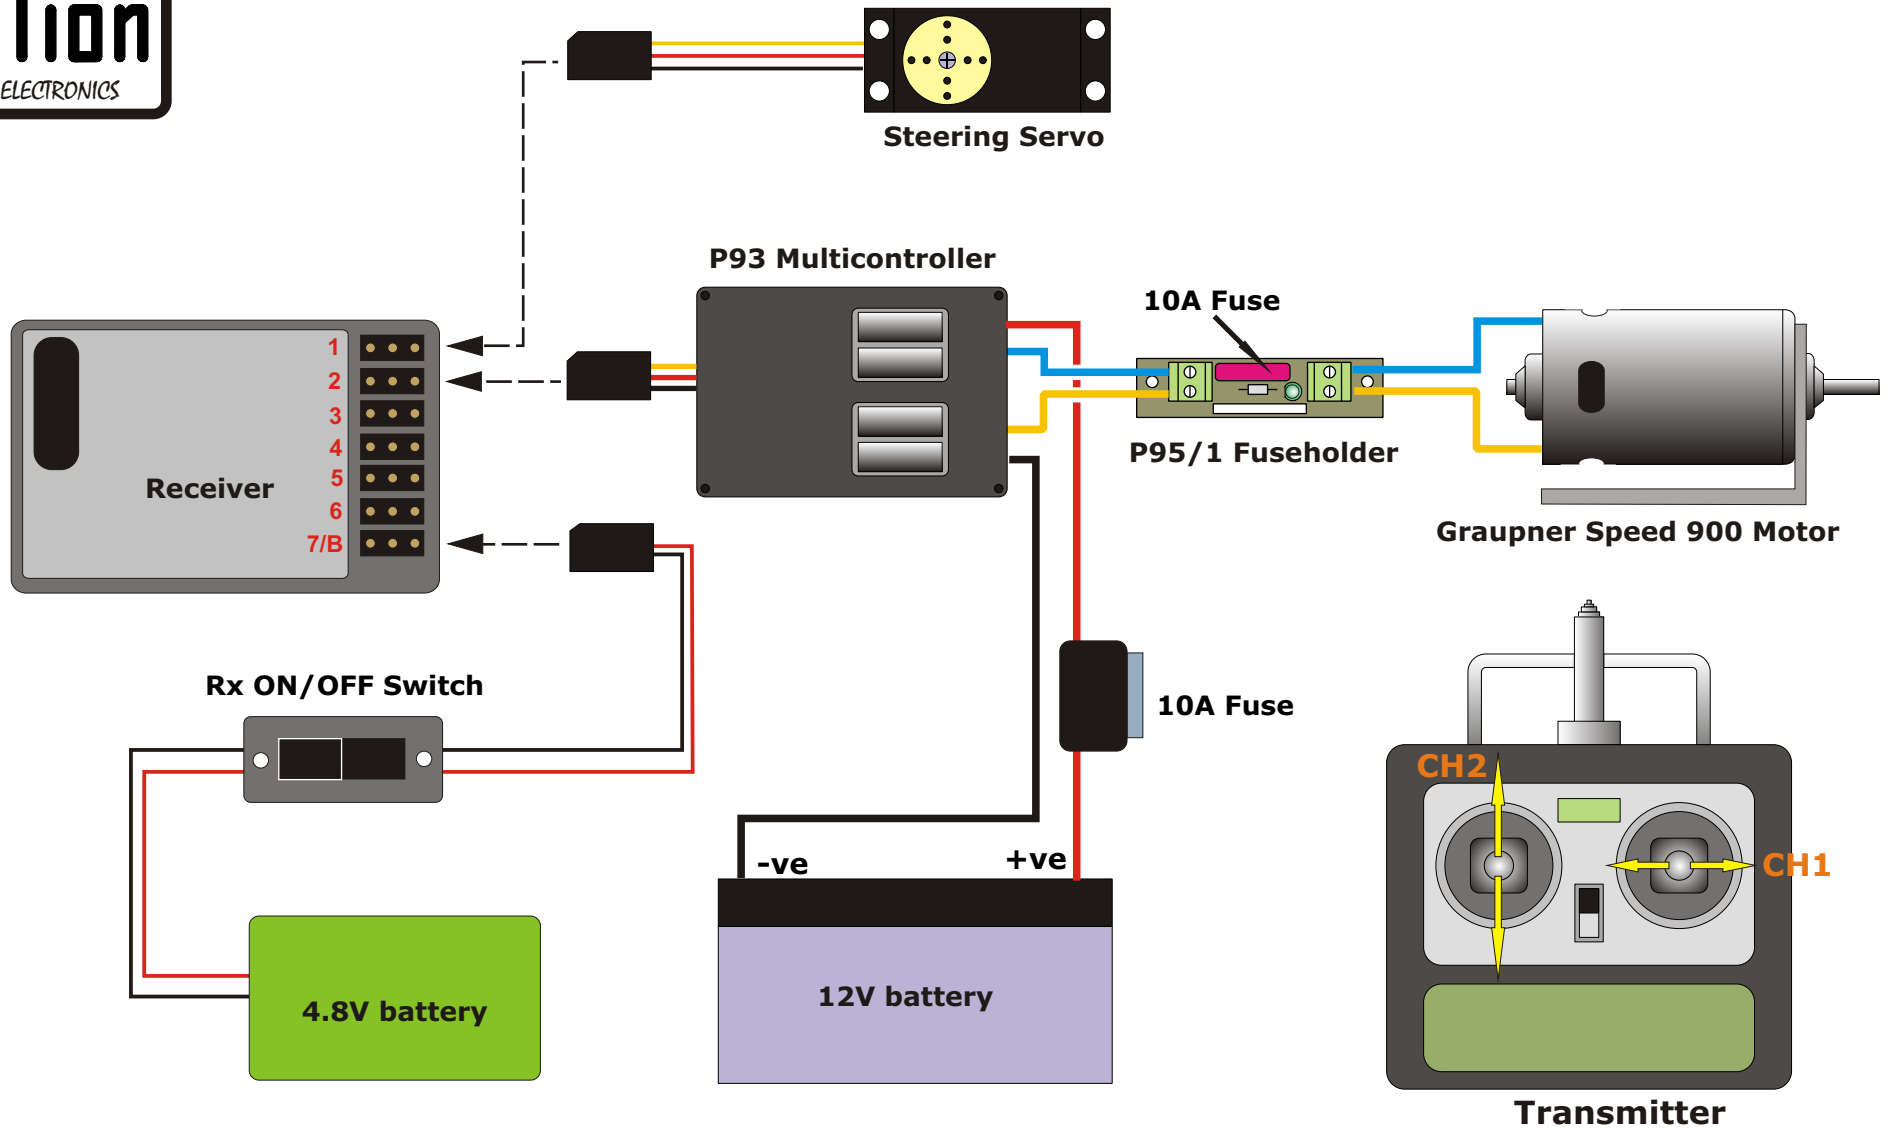 tion
ELECTRONICS
Steering Servo
P93 Multicontroller
10A Fuse
1
2
3
4
5
6
7/B
Receiver
P95/1 Fuseholder
Graupner Speed 900 Motor
Rx ON/OFF Switch
10A Fuse
-ve
+ve
4.8V battery
12V battery
CH2
CH1
Transmitter